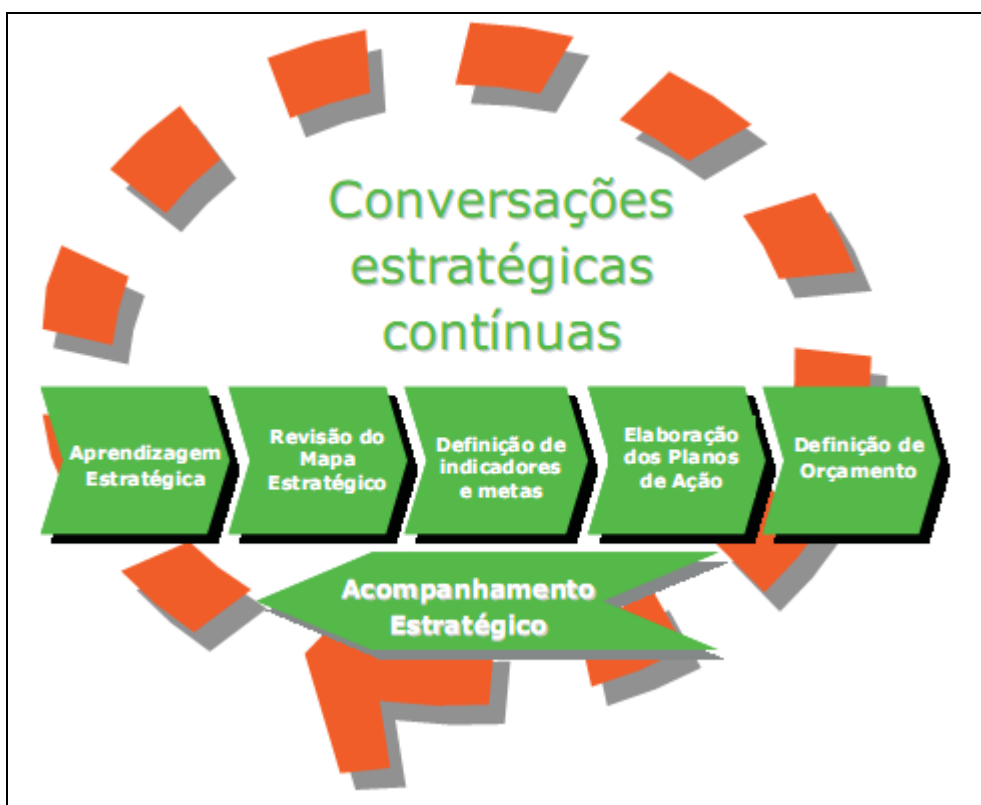 Conversações
estratégicas
contínuas
Aprendizagem
Estratégica
Revisão do
Mapa
Estratégico
Definição de
indicadores
e metas
Elaboração
dos Planos
de Ação
Definição de
Orçamento
Acompanhamento
Estratégico